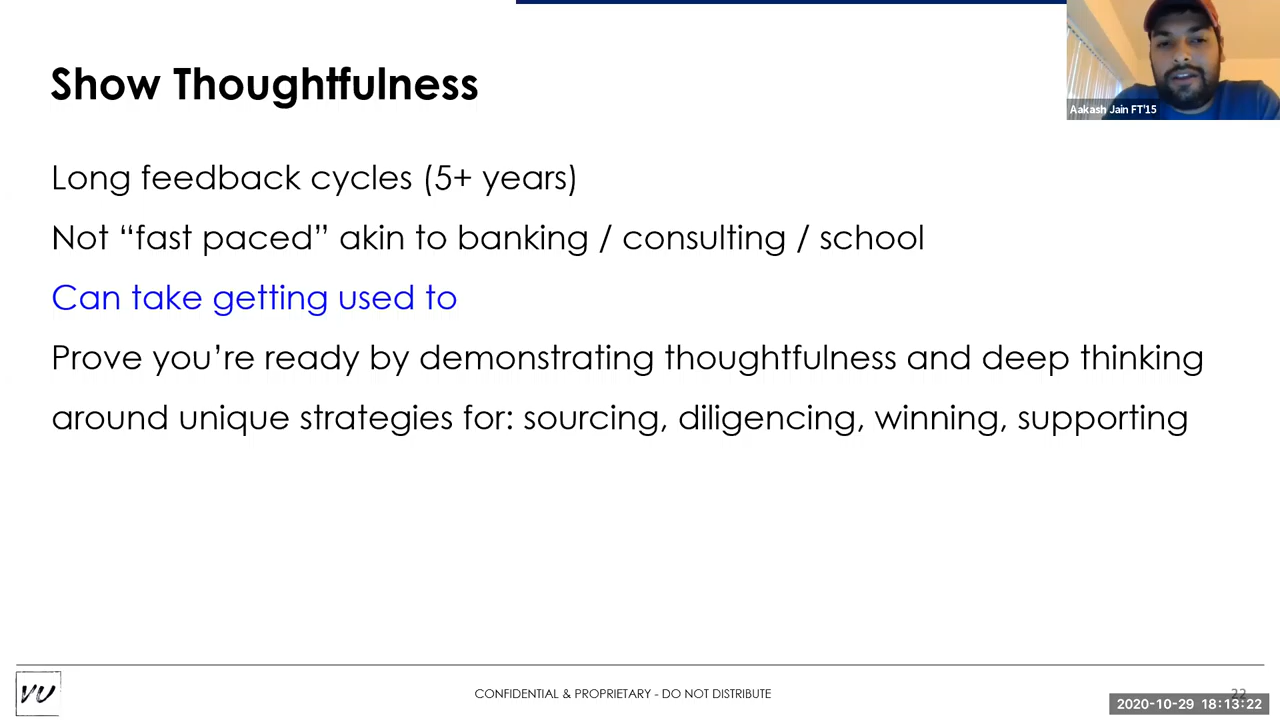 Show Thoughtfulness
Aakash Jain FT'15
Long feedback cycles (5+ years)
Not “fast paced” akin to banking / consulting / school
Can take getting used to
Prove you’re ready by demonstrating thoughtfulness and deep thinking
around unique strategies for: sourcing, diligencing, winning, supporting
VU
CONFIDENTIAL & PROPRIETARY - DO NOT DISTRIBUTE
22
2020-10-29 18:13:22